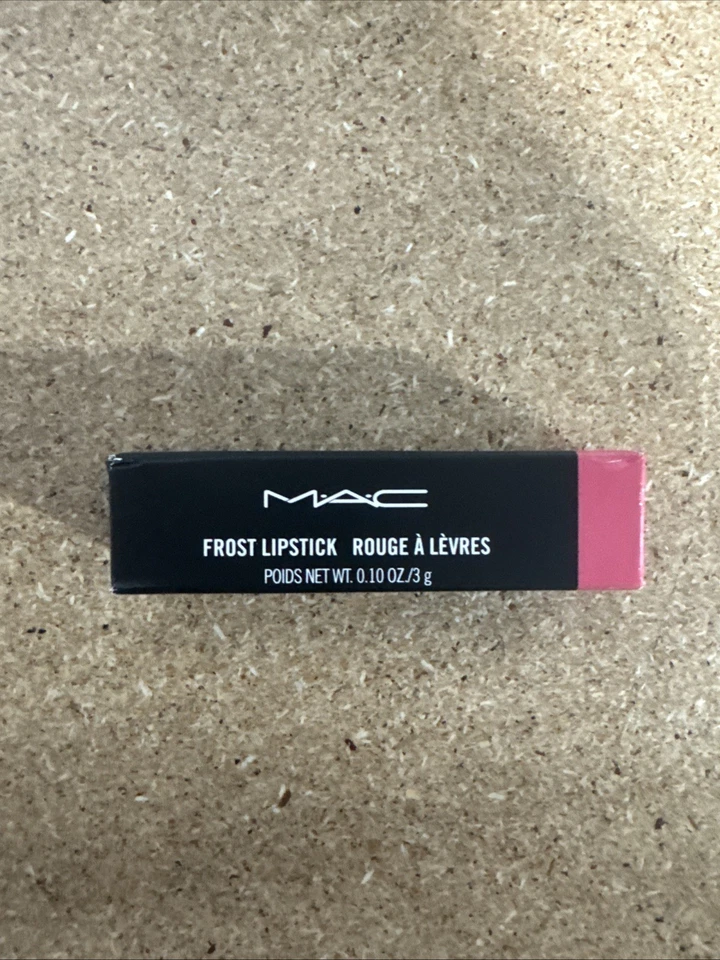 M·A·C
FROST LIPSTICK ROUGE À LÈVRES
POIDS NET WT. 0.10 OZ./3 g